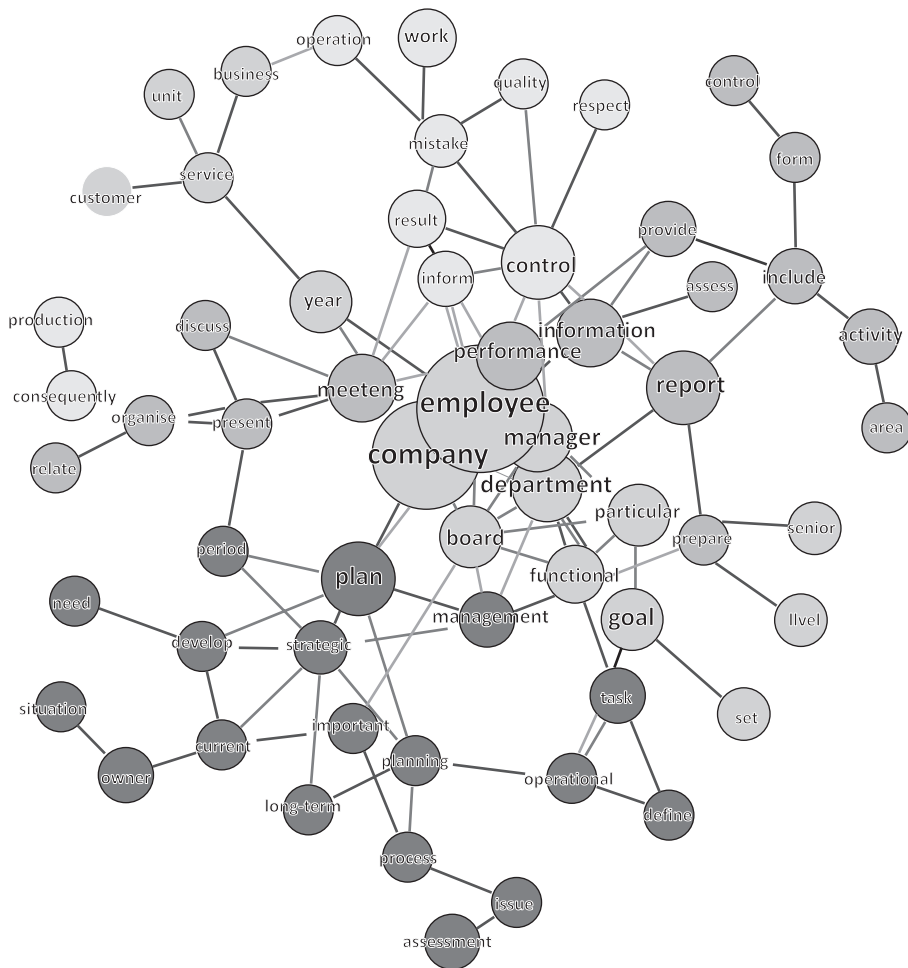 operation
work
business
quality
control
unit
respect
mistake
form
service
customer
result
provide
control
inform
include
assess
year
production
discuss
information
activity
performance
meeteng
report
consequently
employee
organise
present
area
manager
company
relate
department
particular
senior
board
prepare
period
functional
plan
need
management
goal
llvel
develop
strategic
task
situation
set
important
current
planning
owner
operational
long-term
define
process
issue
assessment